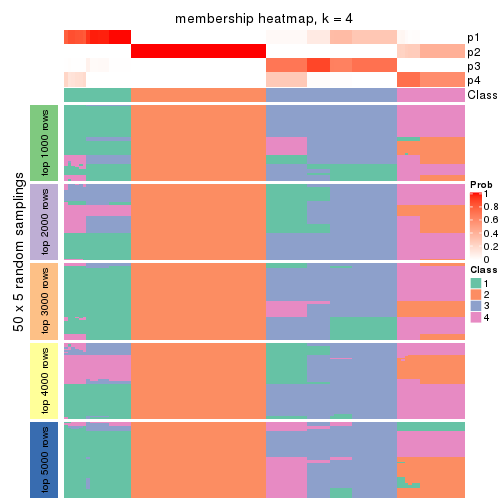 membership heatmap, k = 4
p1
p2
p3
p4
Class
50 x 5 random samplings
top 1000 rows
top 2000 rows
top 3000 rows
top 4000 rows
top 5000 rows
Prob
1
0.8
0.6
0.4
0.2
0
Class
1
2
3
4